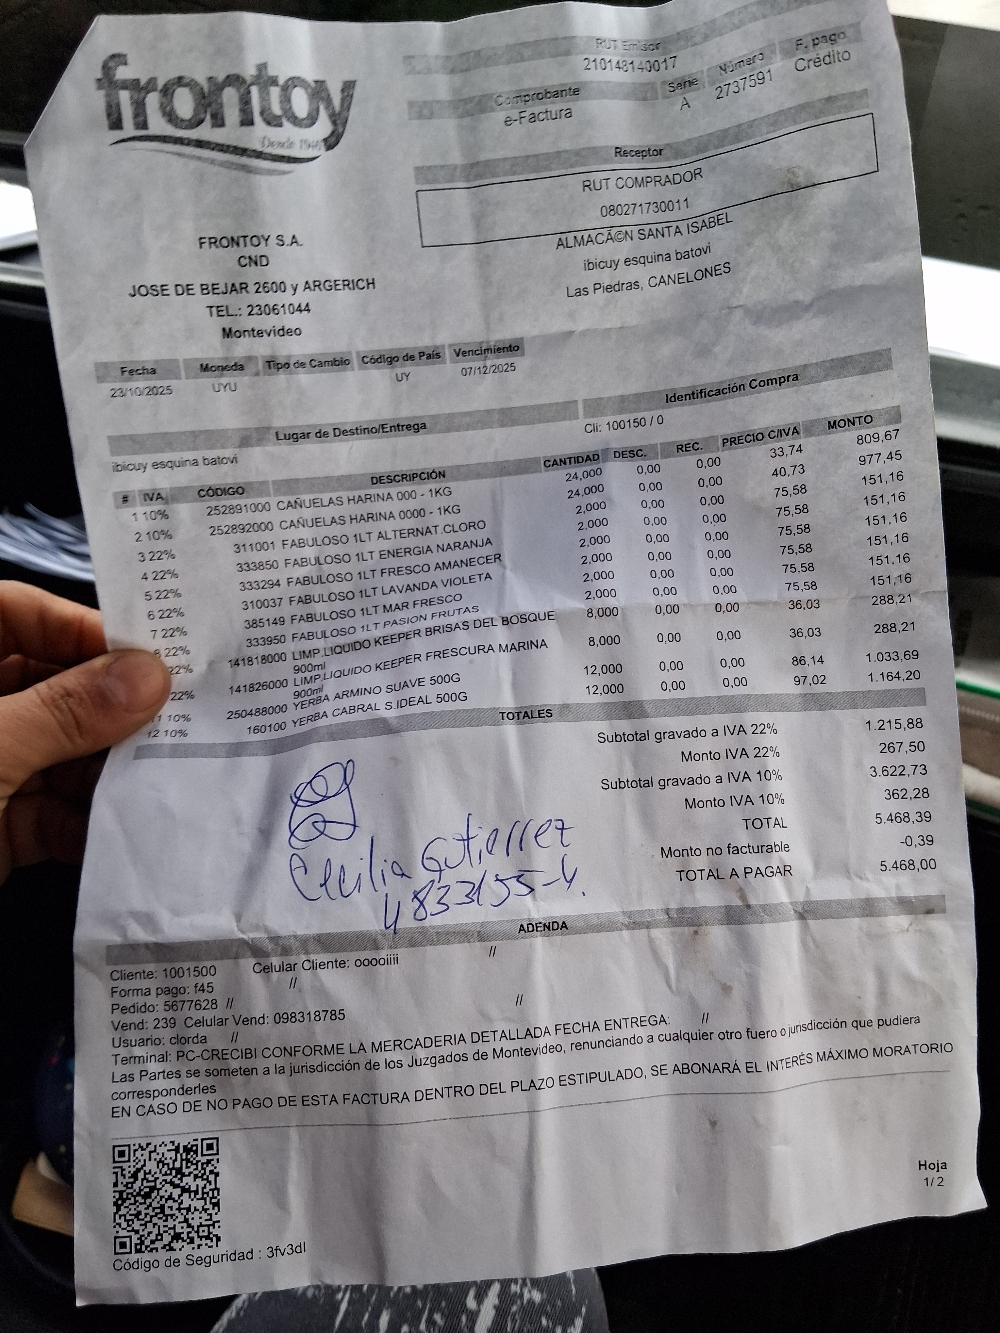 frontoy
Desde 1946
RUT Emisor
210148140017
Comprobante Serie Número F. pago
e-Factura A 2737591 Crédito
Receptor
RUT COMPRADOR
080271730011
ALMACÃ©N SANTA ISABEL
ibicuy esquina batovi
Las Piedras, CANELONES
FRONTOY S.A.
CND
JOSE DE BEJAR 2600 y ARGERICH
TEL.: 23061044
Montevideo
Fecha Moneda Tipo de Cambio Código de País Vencimiento
23/10/2025 UYU UY 07/12/2025
Lugar de Destino/Entrega Identificación Compra
ibicuy esquina batovi Cli: 100150 / 0
# IVA CÓDIGO DESCRIPCIÓN CANTIDAD DESC. REC. PRECIO C/IVA MONTO
1 10% 252891000 CAÑUELAS HARINA 000 - 1KG 24,000 0,00 0,00 33,74 809,67
2 10% 252892000 CAÑUELAS HARINA 0000 - 1KG 24,000 0,00 0,00 40,73 977,45
3 22% 311001 FABULOSO 1LT ALTERNAT.CLORO 2,000 0,00 0,00 75,58 151,16
4 22% 333850 FABULOSO 1LT ENERGIA NARANJA 2,000 0,00 0,00 75,58 151,16
5 22% 333294 FABULOSO 1LT FRESCO AMANECER 2,000 0,00 0,00 75,58 151,16
6 22% 310037 FABULOSO 1LT LAVANDA VIOLETA 2,000 0,00 0,00 75,58 151,16
7 22% 385149 FABULOSO 1LT MAR FRESCO 2,000 0,00 0,00 75,58 151,16
8 22% 333950 FABULOSO 1LT PASION FRUTAS 2,000 0,00 0,00 75,58 151,16
22% 141818000 LIMP.LIQUIDO KEEPER BRISAS DEL BOSQUE 8,000 0,00 0,00 36,03 288,21
900ml
22% 141826000 LIMP.LIQUIDO KEEPER FRESCURA MARINA 8,000 0,00 0,00 36,03 288,21
900ml
11 10% 250488000 YERBA ARMINO SUAVE 500G 12,000 0,00 0,00 86,14 1.033,69
12 10% 160100 YERBA CABRAL S.IDEAL 500G 12,000 0,00 0,00 97,02 1.164,20
TOTALES
Subtotal gravado a IVA 22% 1.215,88
Monto IVA 22% 267,50
Subtotal gravado a IVA 10% 3.622,73
Monto IVA 10% 362,28
TOTAL 5.468,39
Monto no facturable -0,39
TOTAL A PAGAR 5.468,00
Cecilia Gutierrez
4833155-4.
ADENDA
Cliente: 1001500 Celular Cliente: ooooiiii //
Forma pago: f45 //
Pedido: 5677628 //
Vend: 239 Celular Vend: 098318785 //
Usuario: clorda //
Terminal: PC-CRECIBI CONFORME LA MERCADERIA DETALLADA FECHA ENTREGA: //
Las Partes se someten a la jurisdicción de los Juzgados de Montevideo, renunciando a cualquier otro fuero o jurisdicción que pudiera
corresponderles
EN CASO DE NO PAGO DE ESTA FACTURA DENTRO DEL PLAZO ESTIPULADO, SE ABONARÁ EL INTERÉS MÁXIMO MORATORIO
Hoja
1/ 2
Código de Seguridad : 3fv3dl